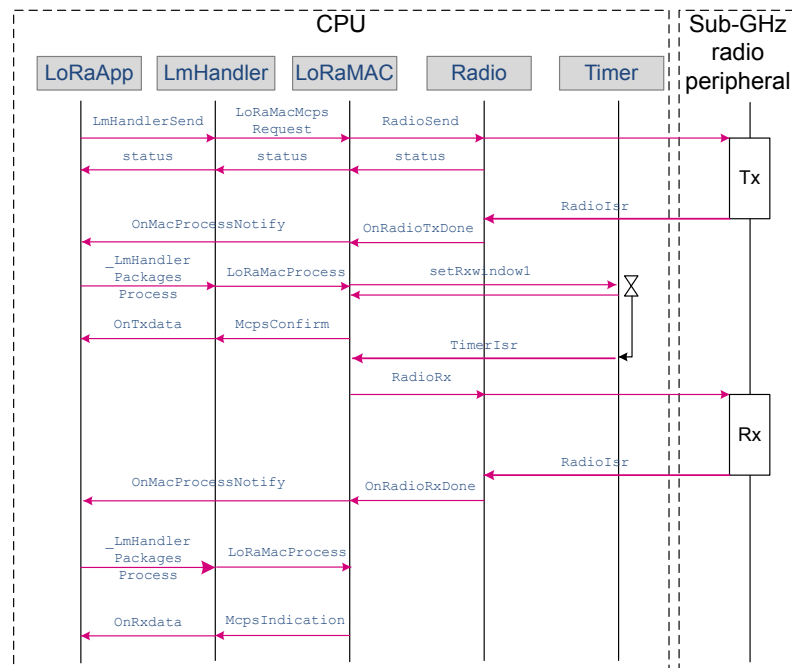 CPU
Sub-GHz
radio
peripheral
LoRaApp
LmHandler
LoRaMAC
Radio
Timer
LmHandlerSend
LoRaMacMcps
Request
RadioSend
status
status
status
Tx
RadioIsr
OnMacProcessNotify
OnRadioTxDone
_LmHandler
Packages
Process
LoRaMacProcess
setRxwindow1
OnTxdata
McpsConfirm
TimerIsr
RadioRx
Rx
RadioIsr
OnMacProcessNotify
OnRadioRxDone
_LmHandler
Packages
Process
LoRaMacProcess
OnRxdata
McpsIndication